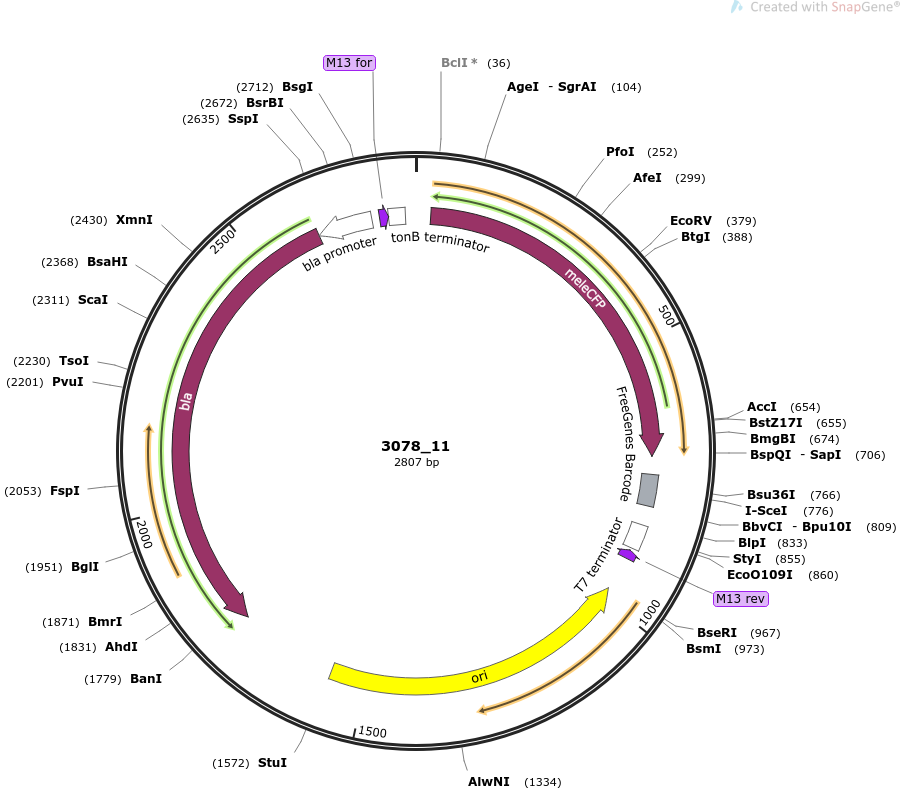 Created with SnapGene®
M13 for
BclI * (36)
(2712) BsgI
AgeI - SgrAI (104)
(2672) BsrBI
(2635) SspI
PfoI (252)
AfeI (299)
(2430) XmnI
EcoRV (379)
BtgI (388)
2500
tonB terminator
bla promoter
(2368) BsaHI
meleCFP
(2311) ScaI
500
(2230) TsoI
(2201) PvuI
bla
FreeGenes Barcode
AccI (654)
BstZ17I (655)
BmgBI (674)
3078_11
2807 bp
BspQI - SapI (706)
(2053) FspI
Bsu36I (766)
I-SceI (776)
BbvCI - Bpu10I (809)
2000
BlpI (833)
T7 terminator
StyI (855)
(1951) BglI
EcoO109I (860)
M13 rev
1000
(1871) BmrI
BseRI (967)
(1831) AhdI
BsmI (973)
(1779) BanI
ori
1500
(1572) StuI
AlwNI (1334)